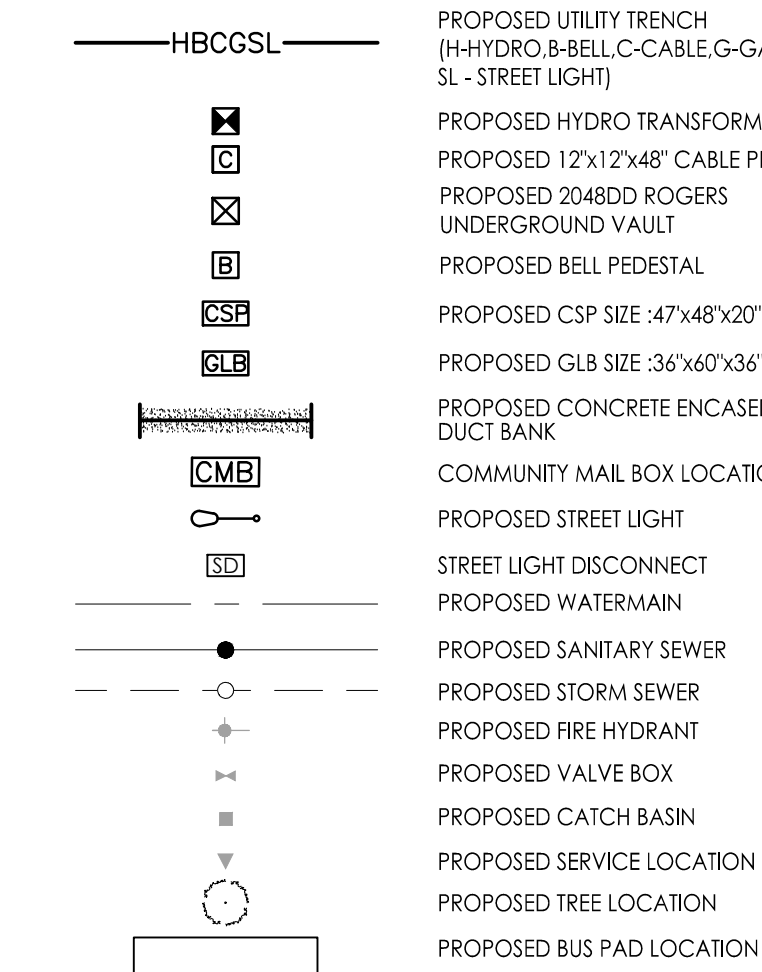 HBCGSL
PROPOSED UTILITY TRENCH
(H-HYDRO,B-BELL,C-CABLE,G-GA
SL - STREET LIGHT)
PROPOSED HYDRO TRANSFORM
C
PROPOSED 12"x12"x48" CABLE
PROPOSED 2048DD ROGERS
UNDERGROUND VAULT
B
PROPOSED BELL PEDESTAL
CSP
PROPOSED CSP SIZE :47'x48"x20"
GLB
PROPOSED GLB SIZE :36"x60"x36"
PROPOSED CONCRETE ENCASE
DUCT BANK
CMB
COMMUNITY MAIL BOX LOCATIO
PROPOSED STREET LIGHT
SD
STREET LIGHT DISCONNECT
PROPOSED WATERMAIN
PROPOSED SANITARY SEWER
PROPOSED STORM SEWER
PROPOSED FIRE HYDRANT
PROPOSED VALVE BOX
PROPOSED CATCH BASIN
PROPOSED SERVICE LOCATION
PROPOSED TREE LOCATION
PROPOSED BUS PAD LOCATION